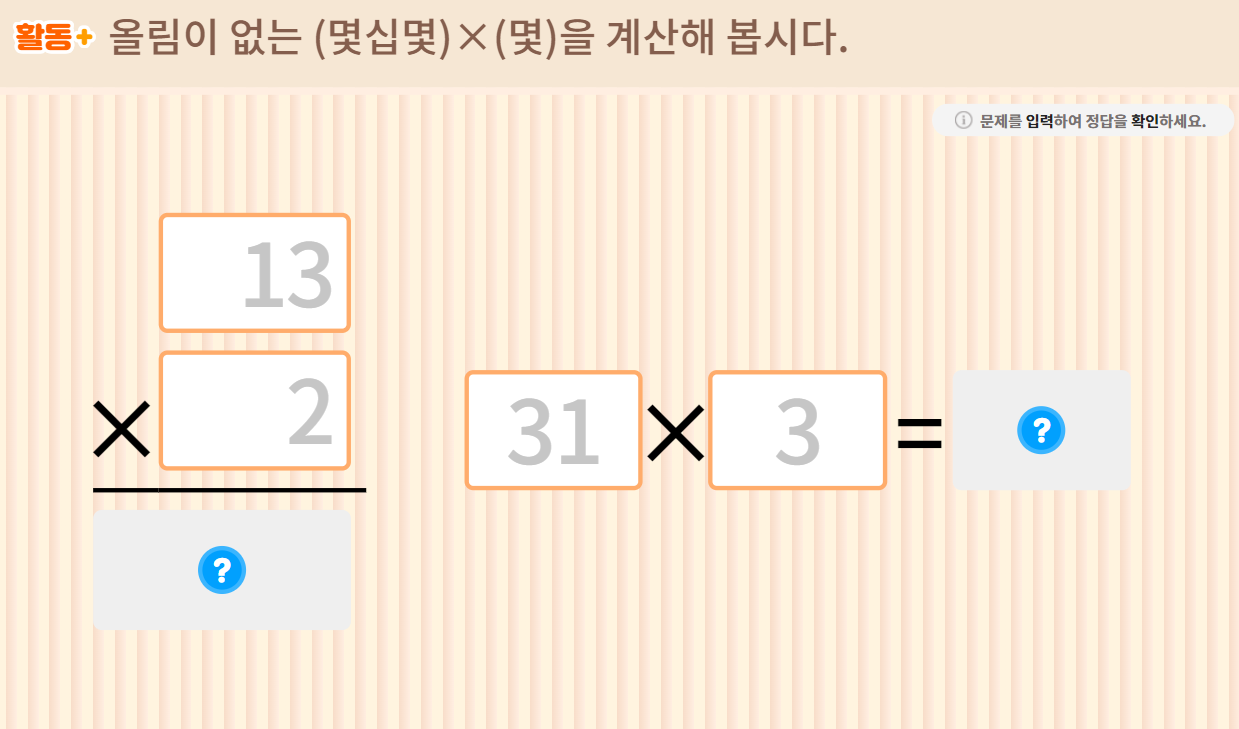 활동+ 올림이 없는 (몇십몇)×(몇)을 계산해 봅시다.
문제를 입력하여 정답을 확인하세요.
13
× 2
?
31 × 3 = ?